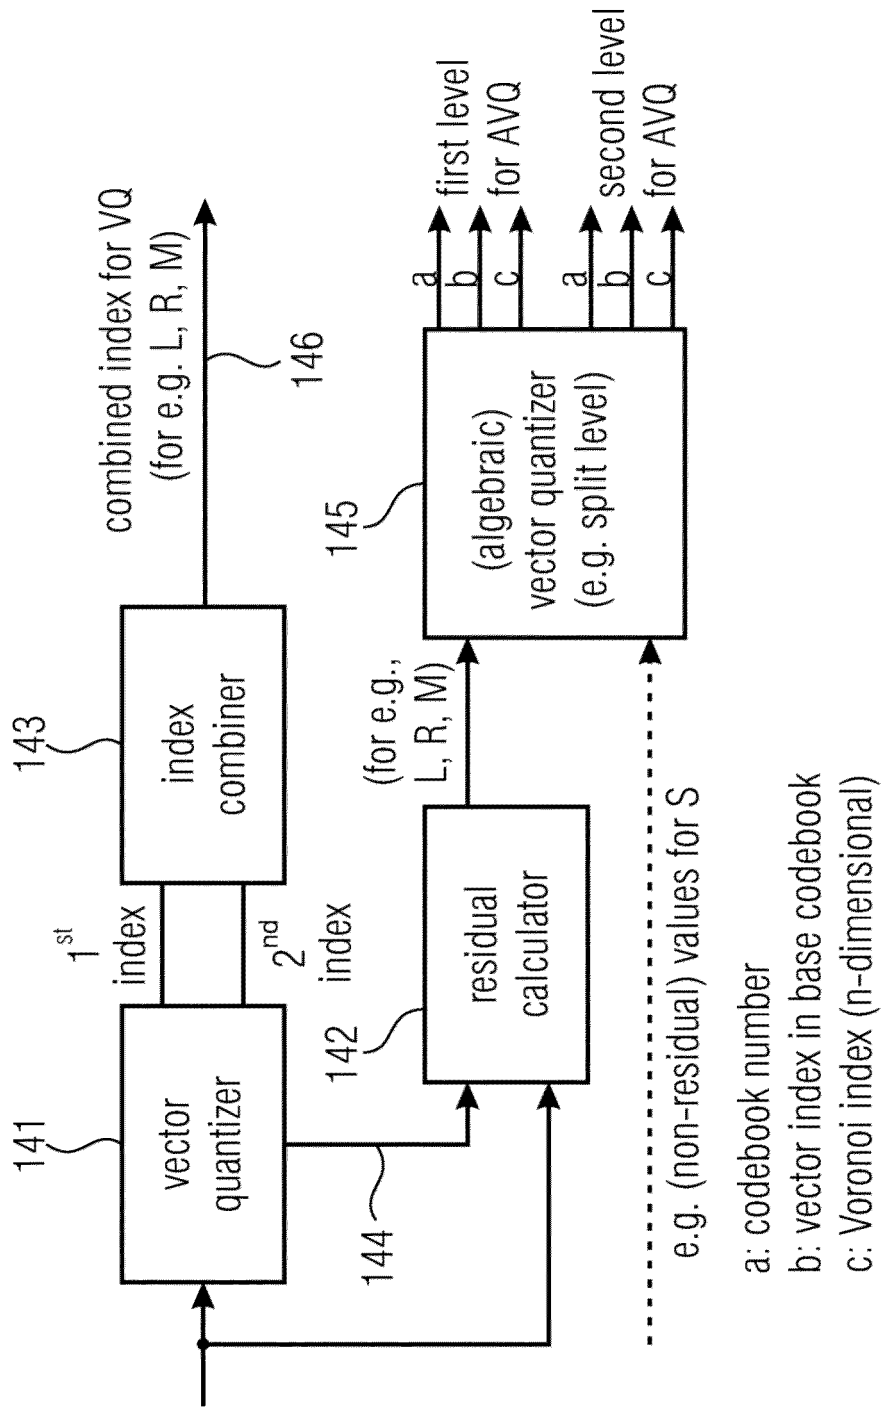 combined index for VQ
(for e.g. L, R, M)
146
143
index
combiner
1st
index
2nd
index
141
vector
quantizer
144
142
residual
calculator
(for e.g.,
L, R, M)
145
(algebraic)
vector quantizer
(e.g. split level)
a
b
c
first level
for AVQ
a
b
c
second level
for AVQ
e.g. (non-residual) values for S
a: codebook number
b: vector index in base codebook
c: Voronoi index (n-dimensional)